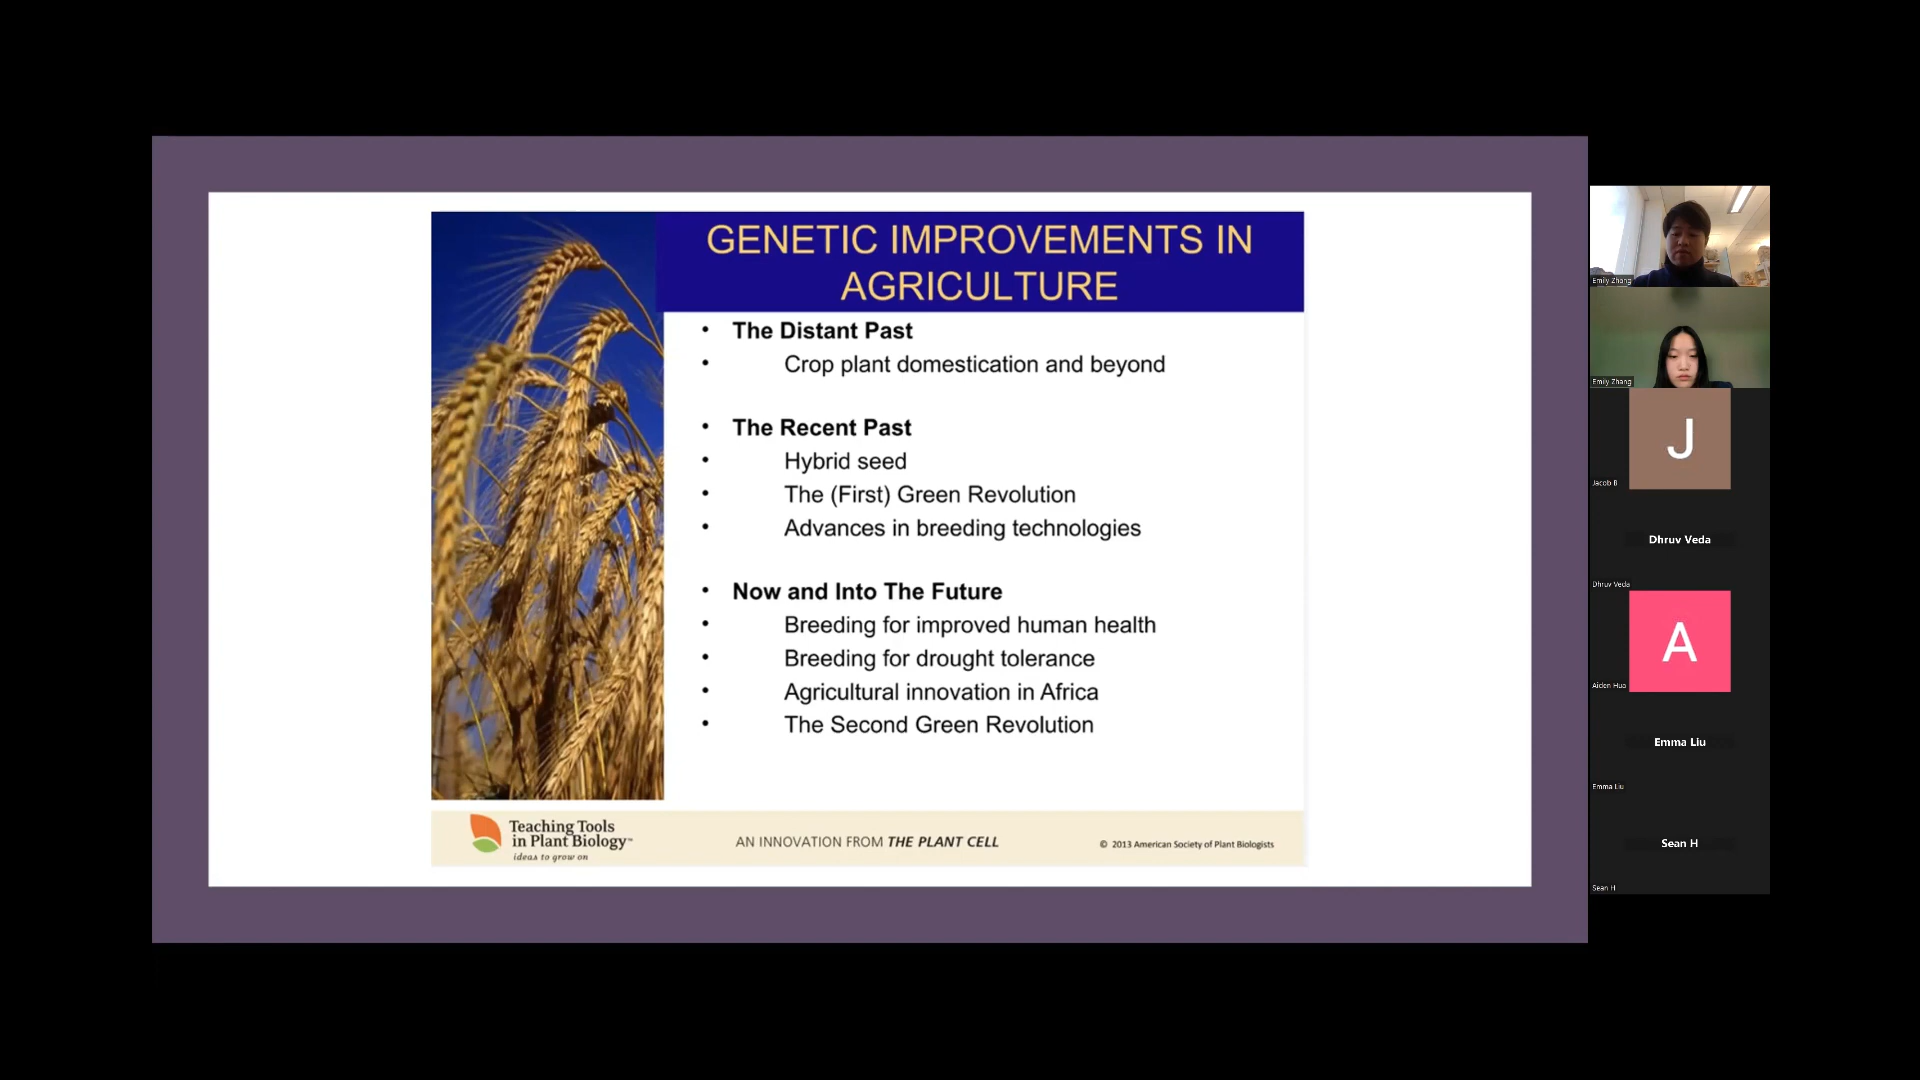 GENETIC IMPROVEMENTS IN
AGRICULTURE
• The Distant Past
• Crop plant domestication and beyond
• The Recent Past
• Hybrid seed
• The (First) Green Revolution
• Advances in breeding technologies
• Now and Into The Future
• Breeding for improved human health
• Breeding for drought tolerance
• Agricultural innovation in Africa
• The Second Green Revolution
Teaching Tools
in Plant Biology™
ideas to grow on
AN INNOVATION FROM THE PLANT CELL
© 2013 American Society of Plant Biologists
Emily Zhang
Emily Zhang
J
Jacob B
Dhruv Veda
Dhruv Veda
A
Aiden Hua
Emma Liu
Emma Liu
Sean H
Sean H